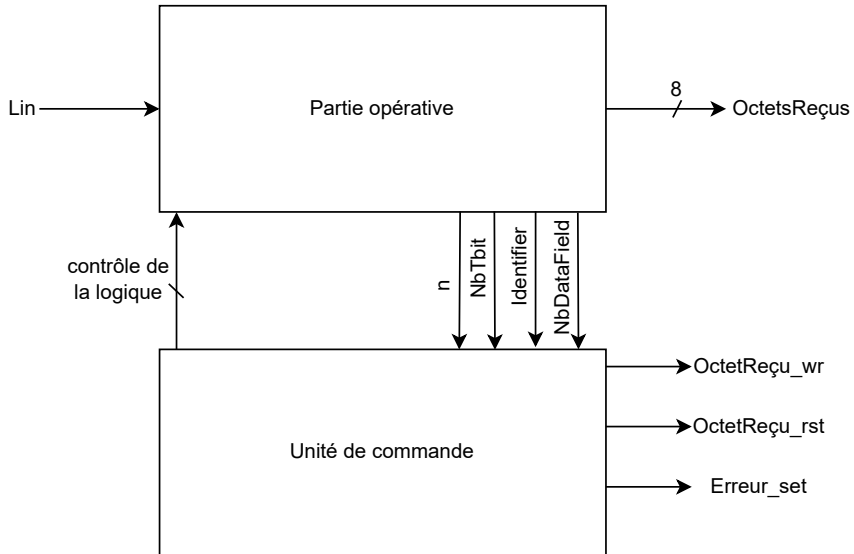 8
Lin
Partie opérative
OctetsReçus
contrôle de
la logique
n
NbTbit
Identifier
NbDataField
OctetReçu_wr
OctetReçu_rst
Unité de commande
Erreur_set